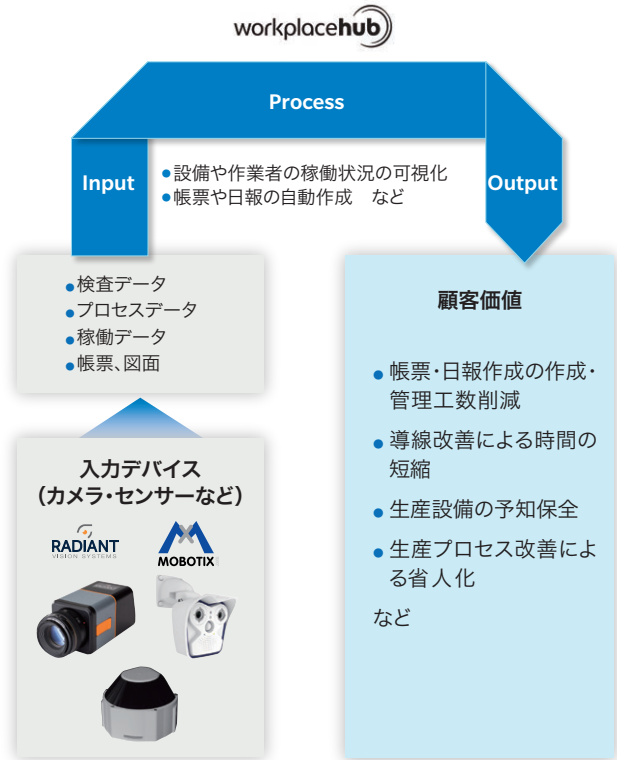 workplacehub
Process
Input
●設備や作業者の稼働状況の可視化
●帳票や日報の自動作成　など
Output
●検査データ
●プロセスデータ
●稼働データ
●帳票、図面
入力デバイス
（カメラ・センサーなど）
RADIANT
VISION SYSTEMS
MOBOTIX
顧客価値
●帳票・日報作成の作成・
管理工数削減
●導線改善による時間の
短縮
●生産設備の予知保全
●生産プロセス改善によ
る省人化
など